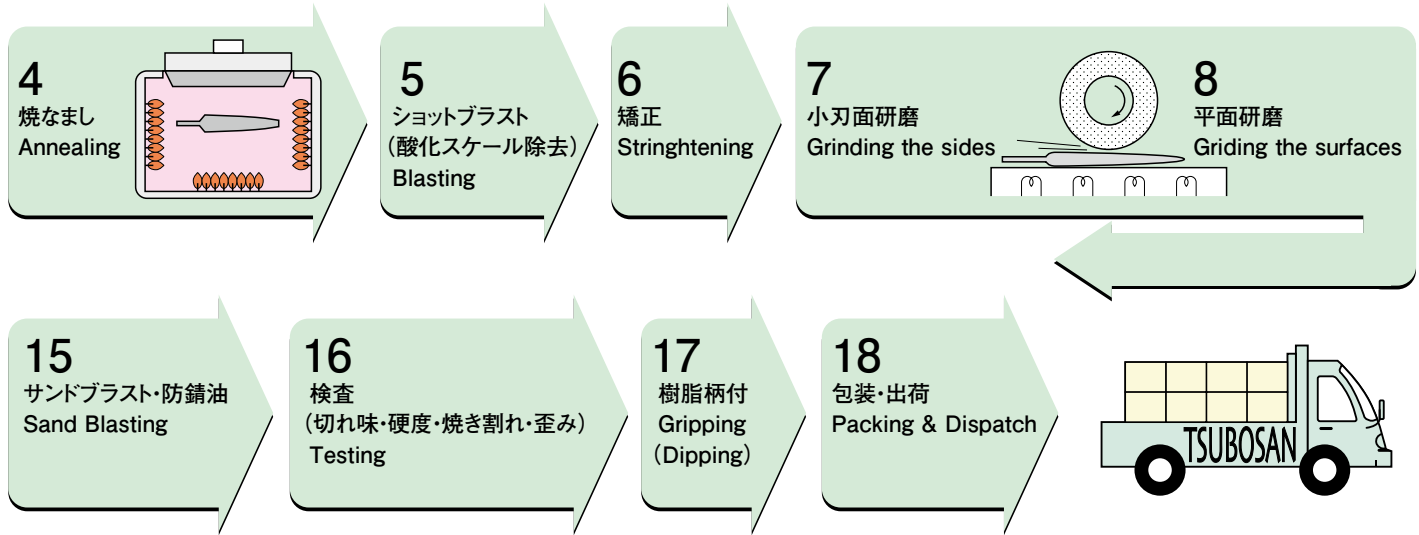 4
焼なまし
Annealing
5
ショットブラスト
（酸化スケール除去）
Blasting
6
矯正
Stringhtening
7
小刃面研磨
Grinding the sides
8
平面研磨
Griding the surfaces
15
サンドブラスト・防錆油
Sand Blasting
16
検査
（切れ味・硬度・焼き割れ・歪み）
Testing
17
樹脂柄付
Gripping
（Dipping）
18
包装・出荷
Packing & Dispatch
TSUBOSAN